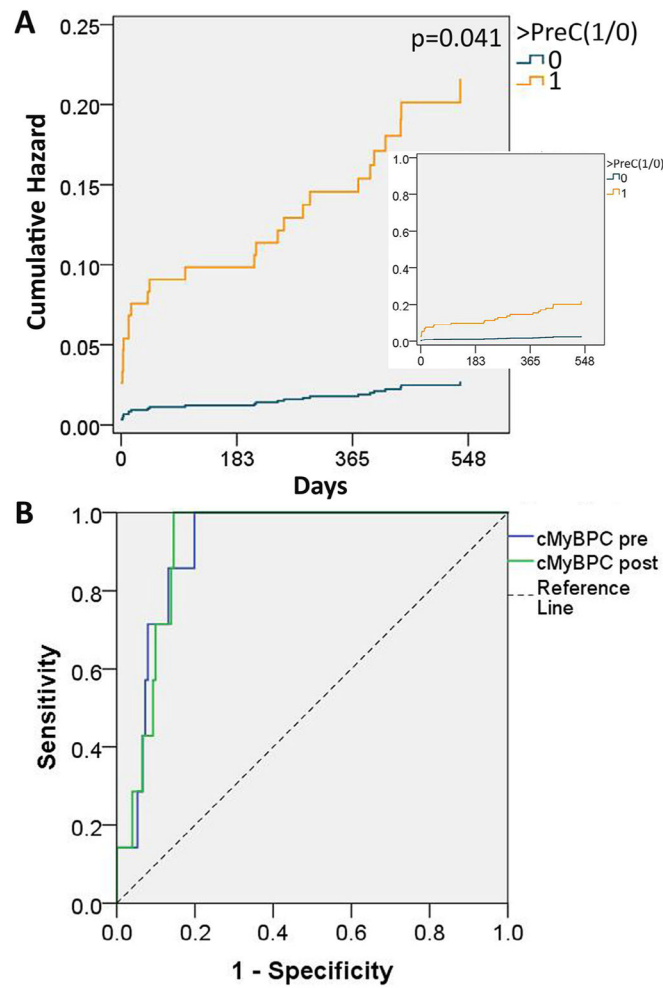 A
p=0.041
>PreC(1/0)
0
1
Cumulative Hazard
0.25
0.20
0.15
0.10
0.05
0.00
0 183 365 548
Days
>PreC(1/0)
0
1
1.0
0.8
0.6
0.4
0.2
0.0
0 183 365 548
B
cMyBPC pre
cMyBPC post
Reference
Line
Sensitivity
1.0
0.8
0.6
0.4
0.2
0.0
0.0 0.2 0.4 0.6 0.8 1.0
1 - Specificity